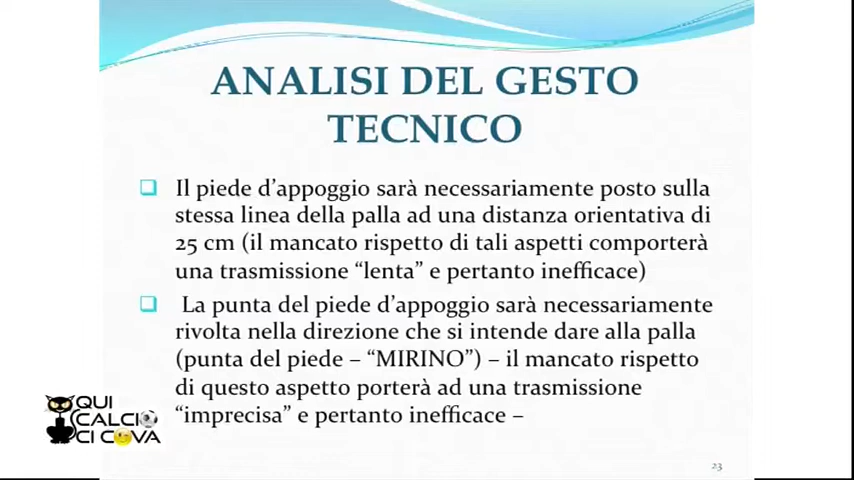 ANALISI DEL GESTO
TECNICO
Il piede d’appoggio sarà necessariamente posto sulla
stessa linea della palla ad una distanza orientativa di
25 cm (il mancato rispetto di tali aspetti comporterà
una trasmissione “lenta” e pertanto inefficace)
La punta del piede d’appoggio sarà necessariamente
rivolta nella direzione che si intende dare alla palla
(punta del piede – “MIRINO”) – il mancato rispetto
di questo aspetto porterà ad una trasmissione
“imprecisa” e pertanto inefficace –
QUI
CALCIO
CI COVA
23